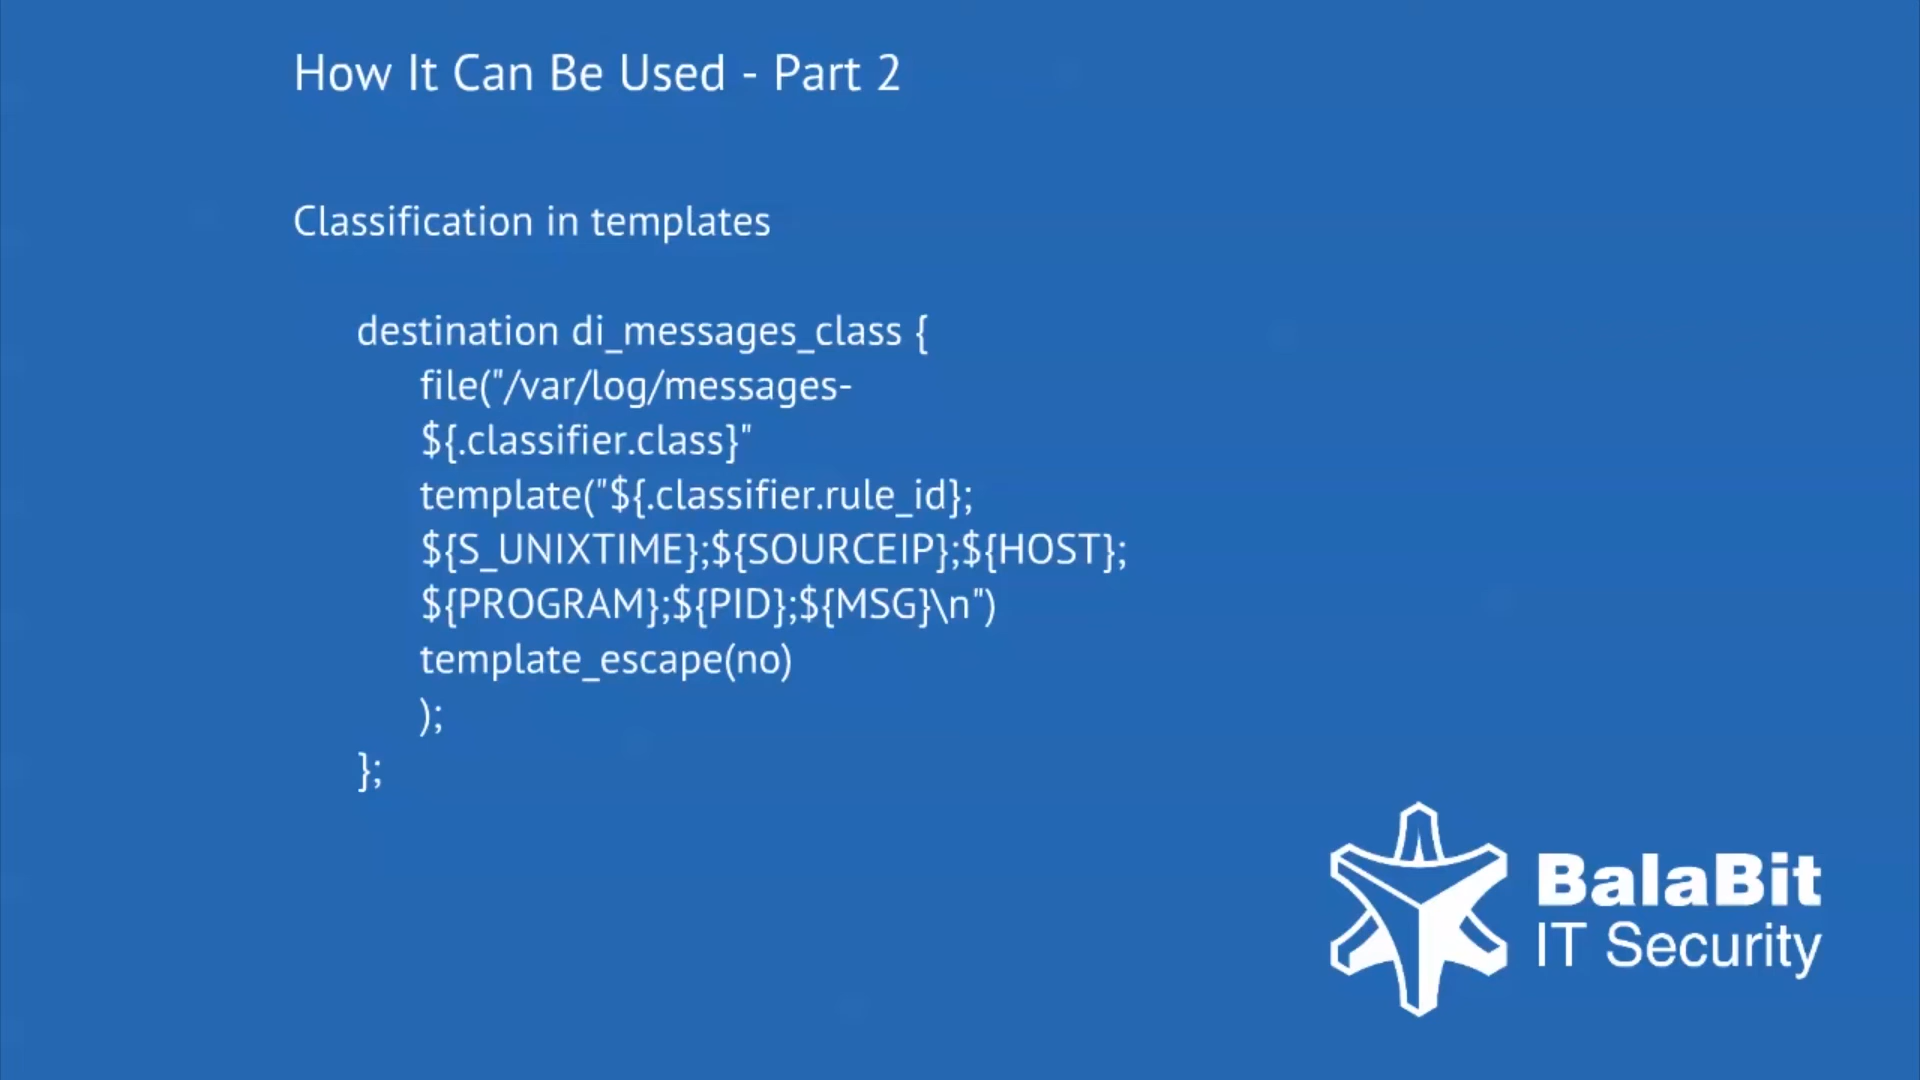 How It Can Be Used - Part 2
Classification in templates
destination di_messages_class {
file("/var/log/messages-
${.classifier.class}"
template("${.classifier.rule_id};
${S_UNIXTIME};${SOURCEIP};${HOST};
${PROGRAM};${PID};${MSG}\n")
template_escape(no)
);
};
BalaBit
IT Security